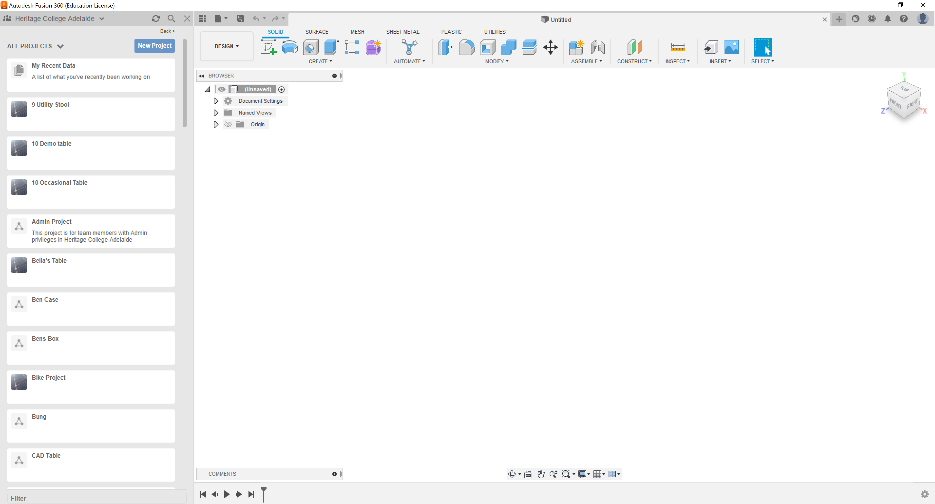 Autodesk Fusion 360 (Education License)
Heritage College Adelaide
Untitled
Back
ALL PROJECTS
New Project
My Recent Data
A list of what you've recently been working on
9 Utility Stool
10 Demo table
10 Occasional Table
Admin Project
This project is for team members with Admin
privileges in Heritage College Adelaide.
Bella's Table
Ben Case
Bens Box
Bike Project
Bung
CAD Table
Filter
DESIGN
SOLID
SURFACE
MESH
SHEET METAL
PLASTIC
UTILITIES
CREATE
AUTOMATE
MODIFY
ASSEMBLE
CONSTRUCT
INSPECT
INSERT
SELECT
BROWSER
(Unsaved)
Document Settings
Named Views
Origin
TOP
Z
X
COMMENTS